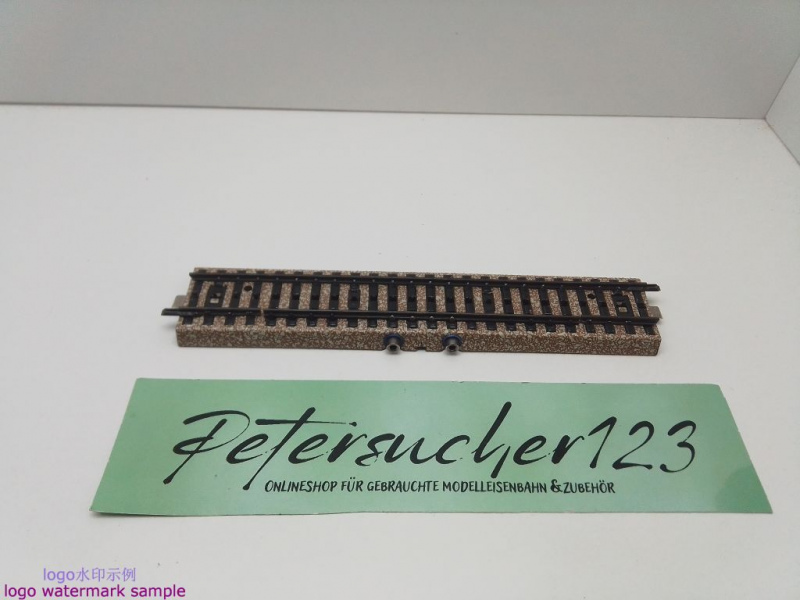 Petersucher123
ONLINESHOP FÜR GEBRAUCHTE MODELLEISENBAHN & ZUBEHÖR
logo水印示例
logo watermark sample